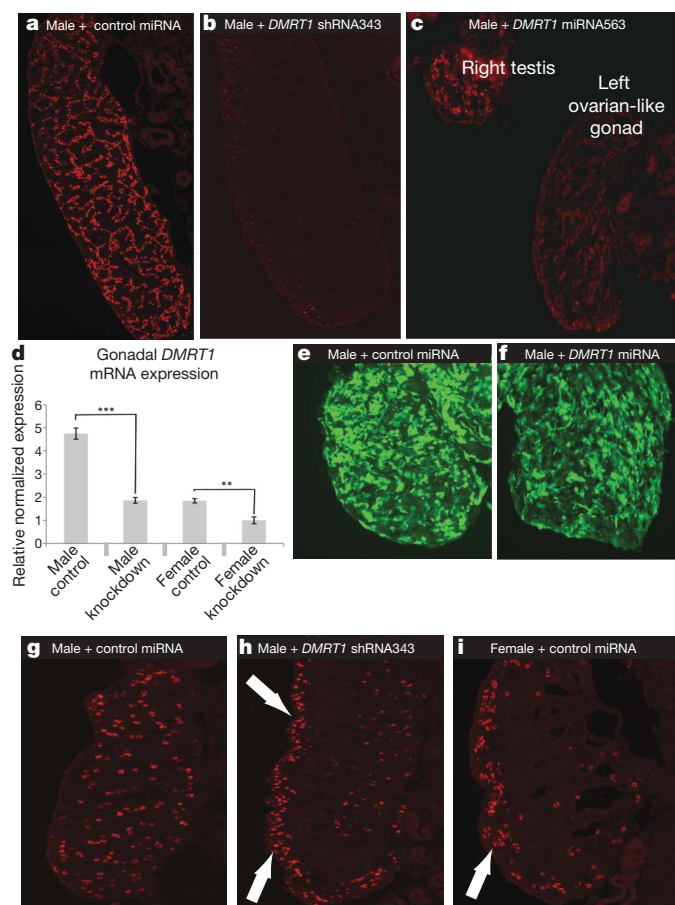 a Male + control miRNA
b Male + DMRT1 shRNA343
c Male + DMRT1 miRNA563
Right testis
Left
ovarian-like
gonad
d Gonadal DMRT1
mRNA expression
Relative normalized expression
6
5
4
3
2
1
0
***
**
Male
control
Male
knockdown
Female
control
Female
knockdown
e Male + control miRNA
f Male + DMRT1 miRNA
g Male + control miRNA
h Male + DMRT1 shRNA343
i Female + control miRNA